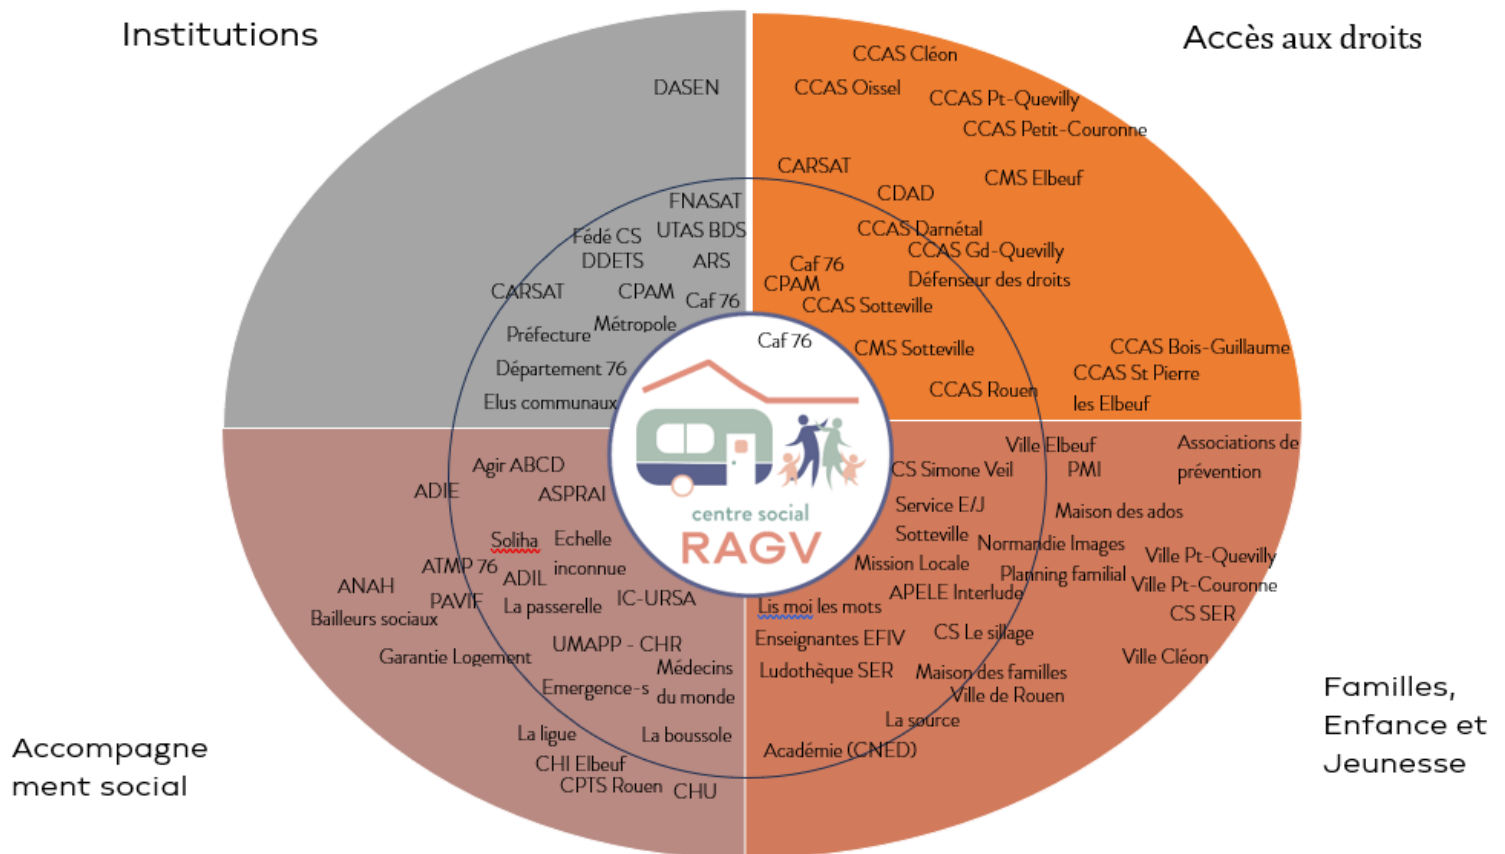 Institutions
DASEN
FNASAT
UTAS BDS
Fédé CS
DDETS
ARS
CARSAT
CPAM
Caf 76
Métropole
Préfecture
Département 76
Elus communaux
Accès aux droits
CCAS Cléon
CCAS Oissel
CCAS Pt-Quevilly
CCAS Petit-Couronne
CARSAT
CMS Elbeuf
CDAD
CCAS Darnétal
CCAS Gd-Quevilly
Caf 76
Défenseur des droits
CPAM
CCAS Sotteville
CMS Sotteville
CCAS Bois-Guillaume
CCAS St Pierre
les Elbeuf
CCAS Rouen
Caf 76
centre social
RAGV
Accompagne
ment social
Agir ABCD
ADIE
ASPRAI
Soliha
Echelle
inconnue
ATMP 76
ADIL
ANAH
PAVIF
La passerelle
IC-URSA
Bailleurs sociaux
UMAPP - CHR
Garantie Logement
Médecins
du monde
Emergence-s
La ligue
La boussole
CHI Elbeuf
CPTS Rouen
CHU
Familles,
Enfance et
Jeunesse
Ville Elbeuf
Associations de
prévention
CS Simone Veil
PMI
Service E/J
Sotteville
Maison des ados
Normandie Images
Ville Pt-Quevilly
Mission Locale
Planning familial
Ville Pt-Couronne
APELE Interlude
Lis moi les mots
CS SER
Enseignantes EFIV
CS Le sillage
Ville Cléon
Ludothèque SER
Maison des familles
Ville de Rouen
La source
Académie (CNED)